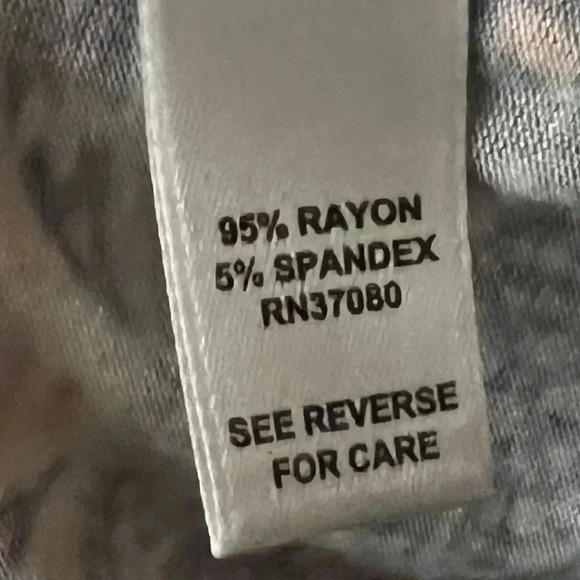 95% RAYON
5% SPANDEX
RN37080
SEE REVERSE
FOR CARE